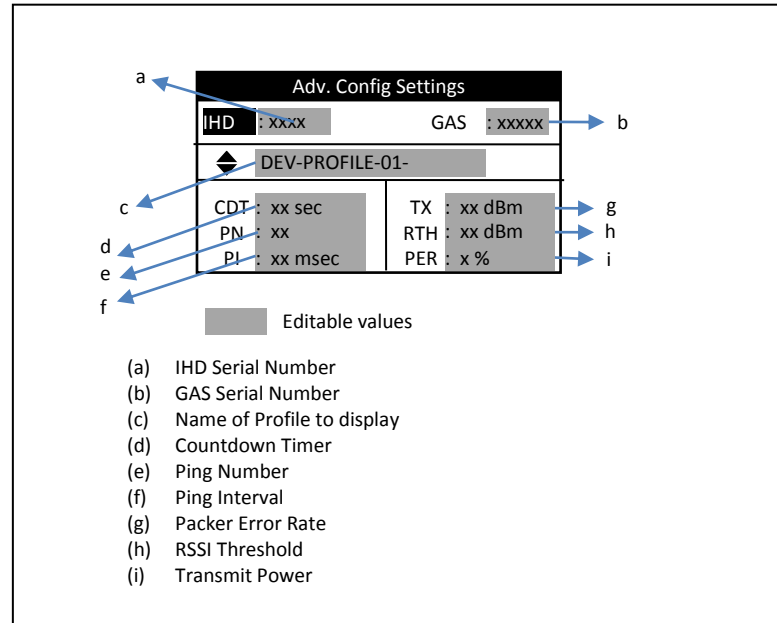 a
Adv. Config Settings
IHD : xxxx GAS : xxxxx b
DEV-PROFILE-01-
c
CDT : xx sec TX : xx dBm g
d
PN : xx RTH : xx dBm h
e
PI : xx msec PER : x % i
f
Editable values
(a) IHD Serial Number
(b) GAS Serial Number
(c) Name of Profile to display
(d) Countdown Timer
(e) Ping Number
(f) Ping Interval
(g) Packer Error Rate
(h) RSSI Threshold
(i) Transmit Power